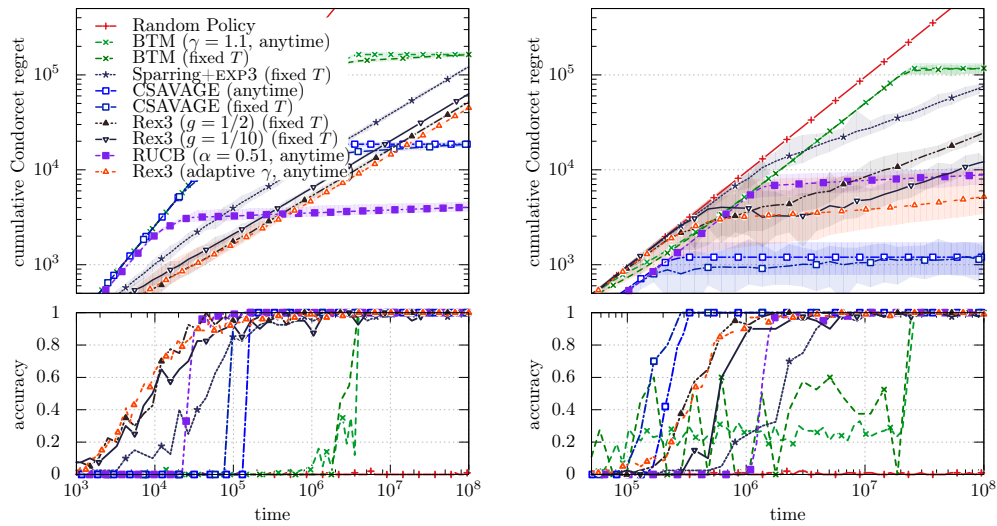 cumulative Condorcet regret
10^5
10^4
10^3
Random Policy
BTM (γ = 1.1, anytime)
BTM (fixed T)
Sparring+EXP3 (fixed T)
CSAVAGE (anytime)
CSAVAGE (fixed T)
Rex3 (g = 1/2) (fixed T)
Rex3 (g = 1/10) (fixed T)
RUCB (α = 0.51, anytime)
Rex3 (adaptive γ, anytime)
accuracy
1
0.8
0.6
0.4
0.2
0
10^3
10^4
10^5
10^6
10^7
10^8
time
cumulative Condorcet regret
10^5
10^4
10^3
accuracy
1
0.8
0.6
0.4
0.2
0
10^5
10^6
10^7
10^8
time